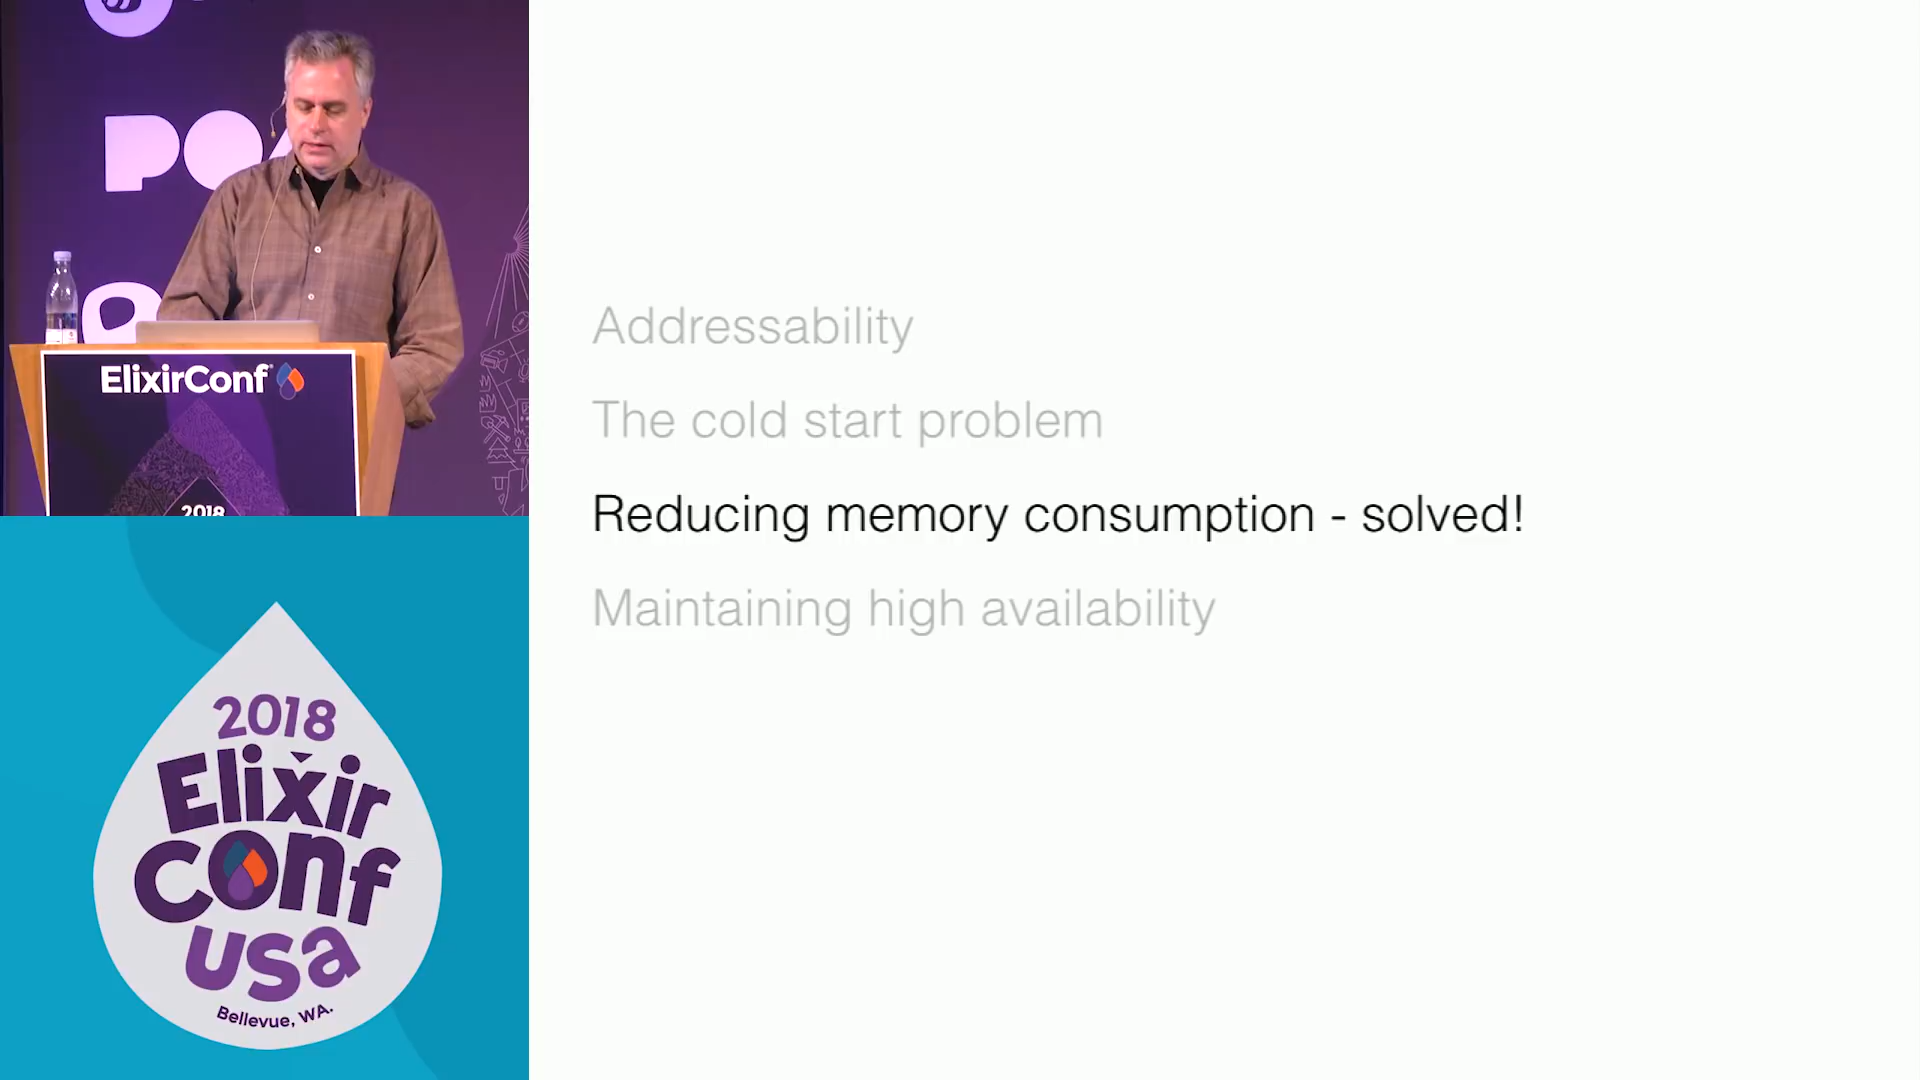 ElixirConf
2018
2018
Elixir
Conf
USA
Bellevue, WA.
Addressability
The cold start problem
Reducing memory consumption - solved!
Maintaining high availability